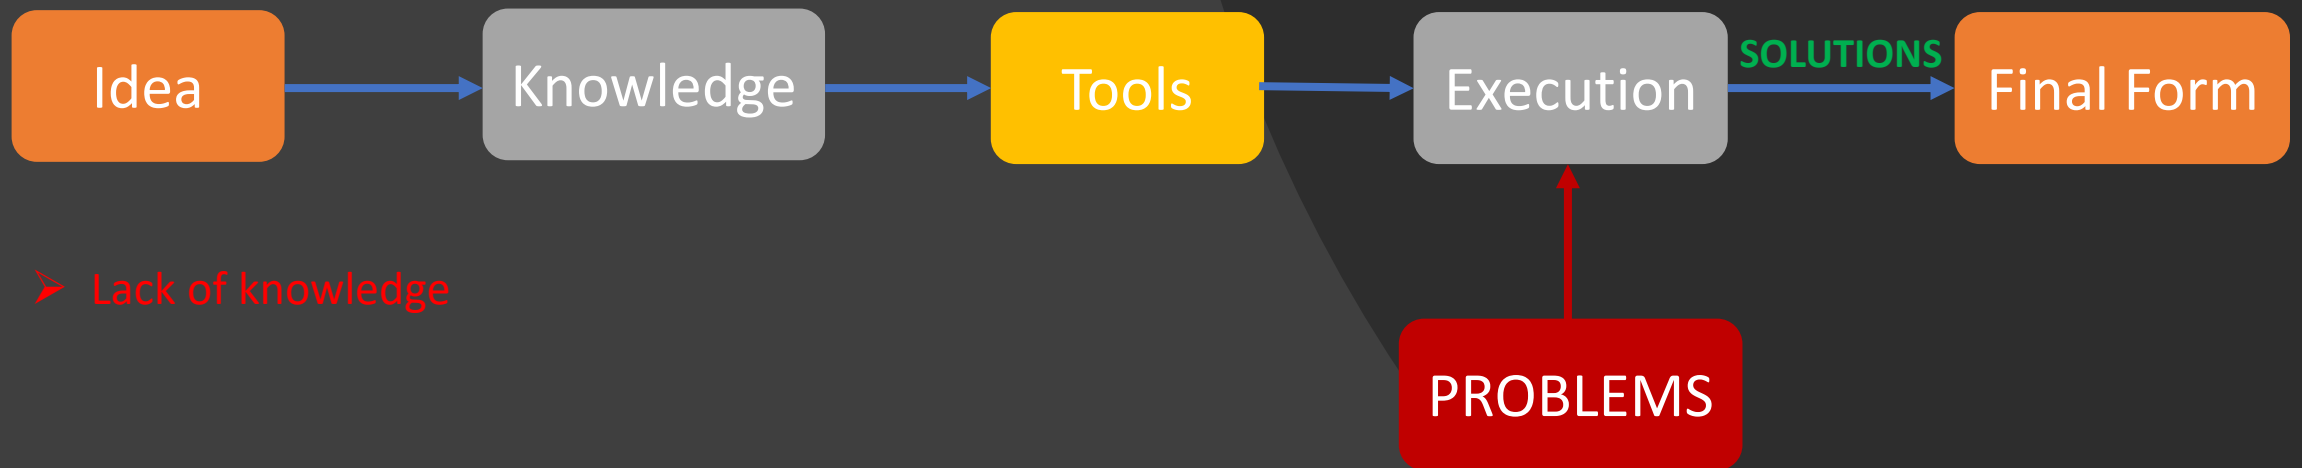 Idea
Knowledge
Tools
Execution
SOLUTIONS
Final Form
Lack of knowledge
PROBLEMS